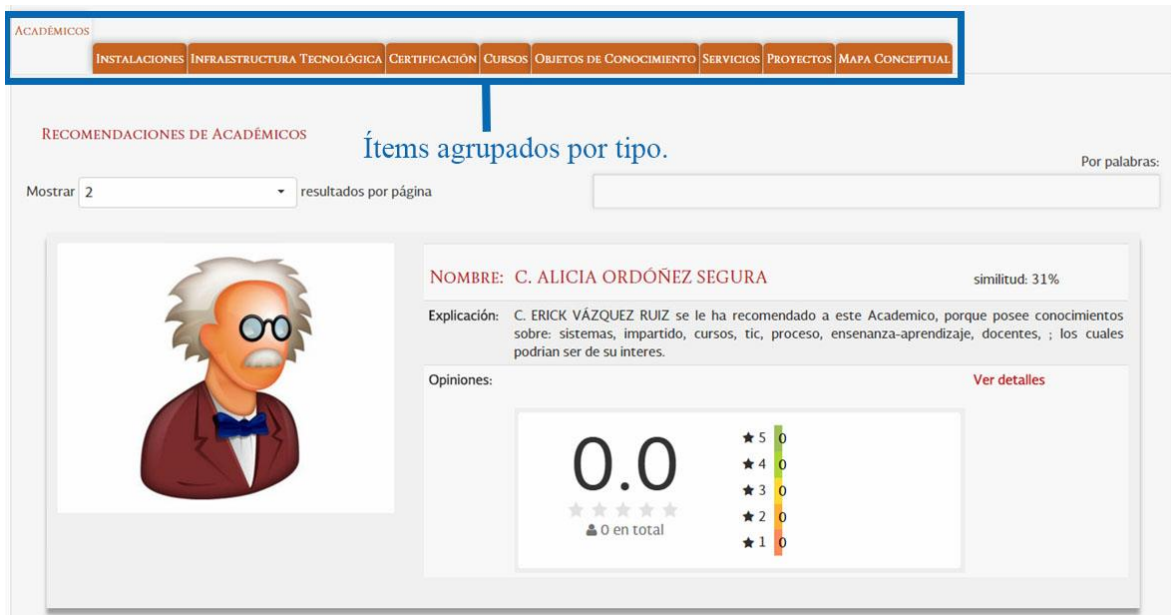 ACADÉMICOS
INSTALACIONES INFRAESTRUCTURA TECNOLÓGICA CERTIFICACIÓN CURSOS OBJETOS DE CONOCIMIENTO SERVICIOS PROYECTOS MAPA CONCEPTUAL
RECOMENDACIONES DE ACADÉMICOS
Ítems agrupados por tipo.
Por palabras:
Mostrar 2 resultados por página
NOMBRE: C. ALICIA ORDÓÑEZ SEGURA similitud: 31%
Explicación: C. ERICK VÁZQUEZ RUIZ se le ha recomendado a este Academico, porque posee conocimientos
sobre: sistemas, impartido, cursos, tic, proceso, ensenanza-aprendizaje, docentes, ; los cuales
podrian ser de su interes.
Opiniones: Ver detalles
0.0
0 en total
★ 5 0
★ 4 0
★ 3 0
★ 2 0
★ 1 0